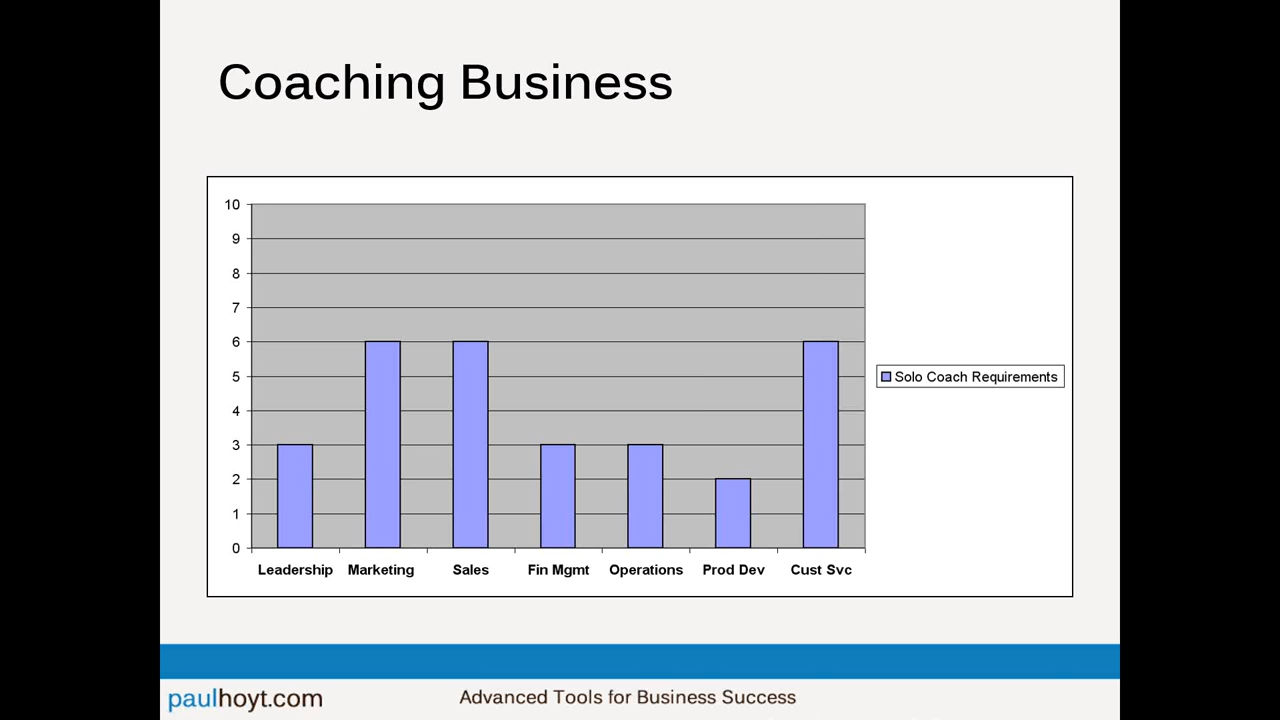 Coaching Business
10
9
8
7
6
5
4
3
2
1
0
Leadership Marketing Sales Fin Mgmt Operations Prod Dev Cust Svc
Solo Coach Requirements
paulhoyt.com
Advanced Tools for Business Success